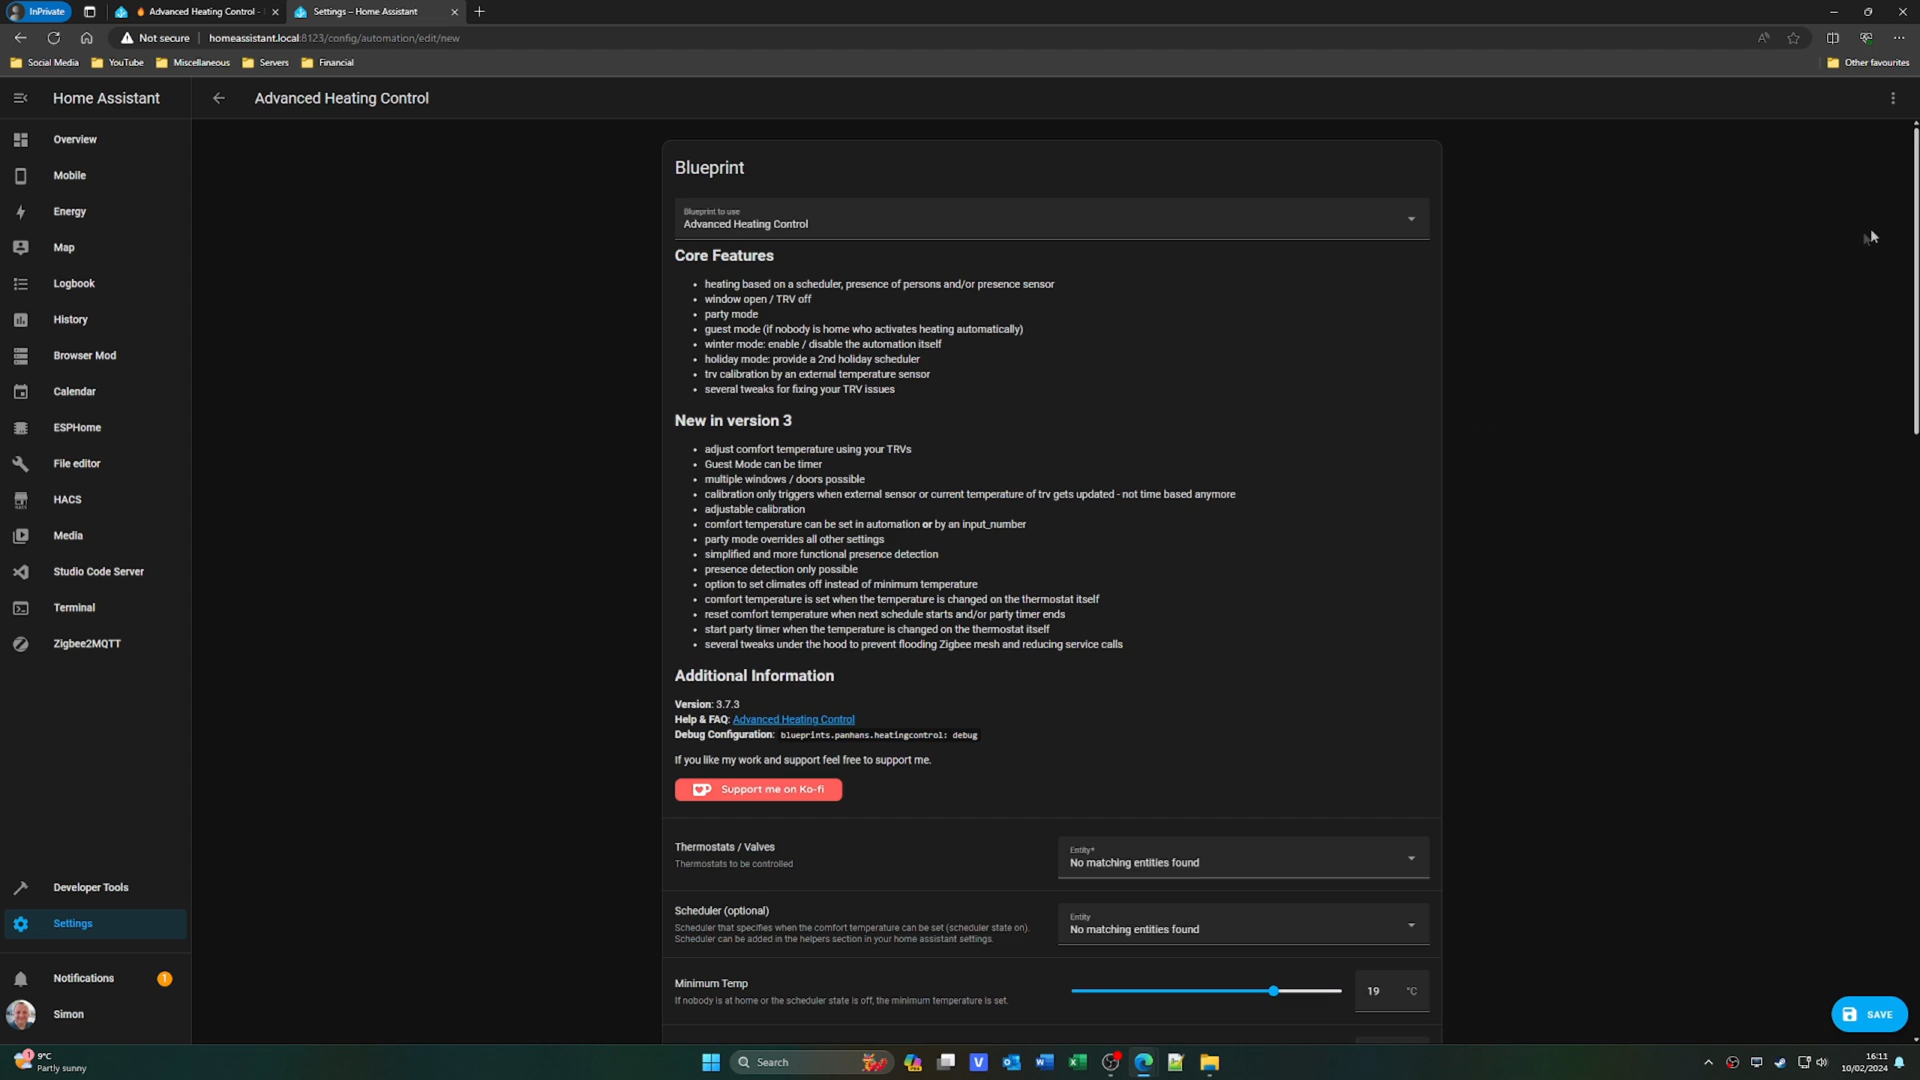 InPrivate
Advanced Heating Control -
Settings – Home Assistant
Not secure
homeassistant.local:8123/config/automation/edit/new
Social Media
YouTube
Miscellaneous
Servers
Financial
Other favourites
Home Assistant
Advanced Heating Control
Overview
Mobile
Energy
Map
Logbook
History
Browser Mod
Calendar
ESPHome
File editor
HACS
Media
Studio Code Server
Terminal
Zigbee2MQTT
Developer Tools
Settings
Notifications
1
Simon
Blueprint
Blueprint to use
Advanced Heating Control
Core Features
• heating based on a scheduler, presence of persons and/or presence sensor
• window open / TRV off
• party mode
• guest mode (if nobody is home who activates heating automatically)
• winter mode: enable / disable the automation itself
• holiday mode: provide a 2nd holiday scheduler
• trv calibration by an external temperature sensor
• several tweaks for fixing your TRV issues
New in version 3
• adjust comfort temperature using your TRVs
• Guest Mode can be timer
• multiple windows / doors possible
• calibration only triggers when external sensor or current temperature of trv gets updated - not time based anymore
• adjustable calibration
• comfort temperature can be set in automation or by an input_number
• party mode overrides all other settings
• simplified and more functional presence detection
• presence detection only possible
• option to set climates off instead of minimum temperature
• comfort temperature is set when the temperature is changed on the thermostat itself
• reset comfort temperature when next schedule starts and/or party timer ends
• start party timer when the temperature is changed on the thermostat itself
• several tweaks under the hood to prevent flooding Zigbee mesh and reducing service calls
Additional Information
Version: 3.7.3
Help & FAQ: Advanced Heating Control
Debug Configuration: blueprints.panhans.heatingcontrol: debug
If you like my work and support feel free to support me.
Support me on Ko-fi
Thermostats / Valves
Thermostats to be controlled
Entity*
No matching entities found
Scheduler (optional)
Scheduler that specifies when the comfort temperature can be set (scheduler state on).
Scheduler can be added in the helpers section in your home assistant settings.
Entity
No matching entities found
Minimum Temp
If nobody is at home or the scheduler state is off, the minimum temperature is set.
19 °C
SAVE
1
9°C
Partly sunny
Search
16:11
10/02/2024